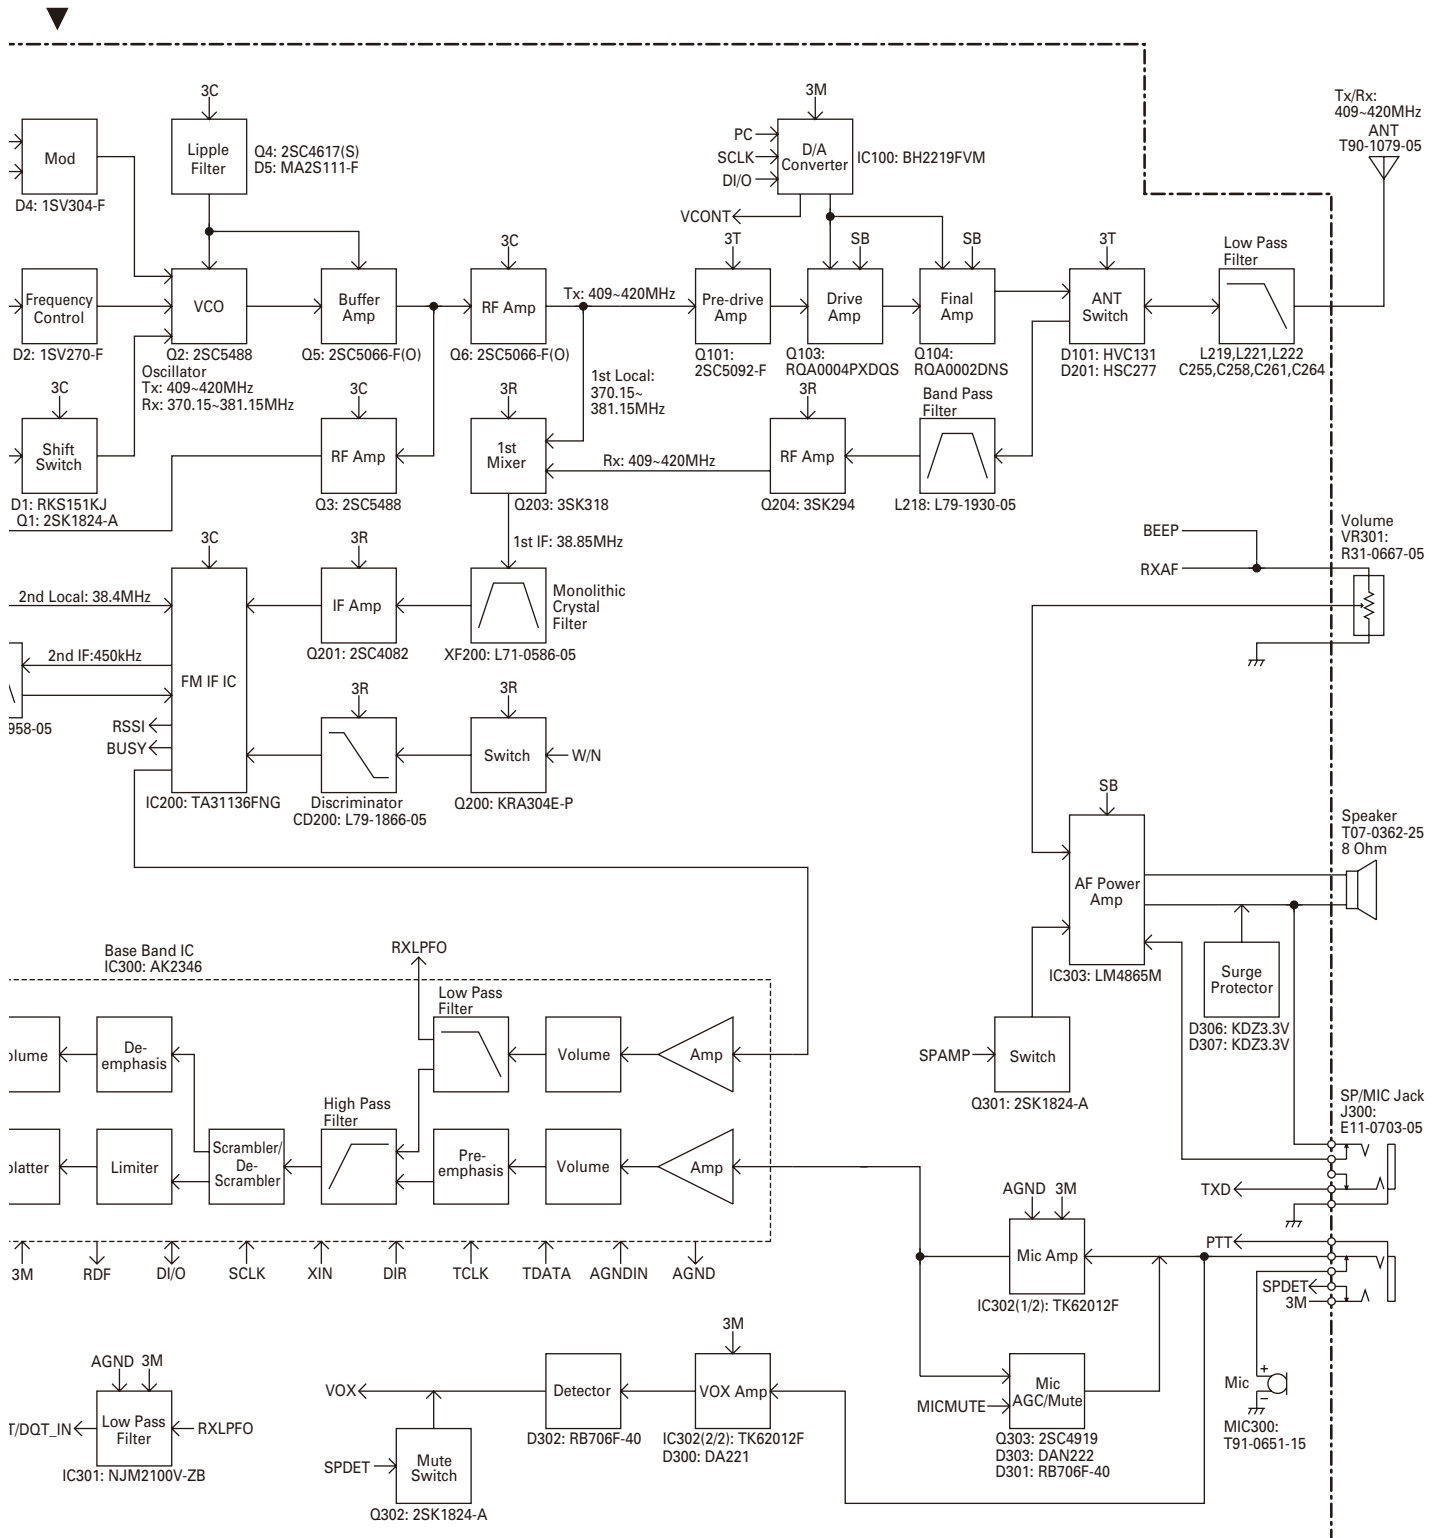 3C
3M
Tx/Rx:
409~420MHz
ANT
T90-1079-05
Mod
D4: 1SV304-F
Lipple
Filter
Q4: 2SC4617(S)
D5: MA2S111-F
PC
SCLK
DI/O
D/A
Converter
IC100: BH2219FVM
VCONT
3C
3T
SB
SB
3T
Low Pass
Filter
Frequency
Control
D2: 1SV270-F
VCO
Q2: 2SC5488
Oscillator
Tx: 409~420MHz
Rx: 370.15~381.15MHz
Buffer
Amp
Q5: 2SC5066-F(O)
RF Amp
Q6: 2SC5066-F(O)
Tx: 409~420MHz
Pre-drive
Amp
Q101:
2SC5092-F
Drive
Amp
Q103:
RQA0004PXDQS
Final
Amp
Q104:
RQA0002DNS
ANT
Switch
D101: HVC131
D201: HSC277
L219,L221,L222
C255,C258,C261,C264
1st Local:
370.15~
381.15MHz
3C
3C
3R
3R
Band Pass
Filter
Shift
Switch
D1: RKS151KJ
Q1: 2SK1824-A
RF Amp
Q3: 2SC5488
1st
Mixer
Q203: 3SK318
Rx: 409~420MHz
RF Amp
Q204: 3SK294
L218: L79-1930-05
1st IF: 38.85MHz
BEEP
RXAF
Volume
VR301:
R31-0667-05
3C
3R
2nd Local: 38.4MHz
2nd IF:450kHz
958-05
FM IF IC
RSSI
BUSY
IC200: TA31136FNG
IF Amp
Q201: 2SC4082
Monolithic
Crystal
Filter
XF200: L71-0586-05
3R
3R
Discriminator
CD200: L79-1866-05
Switch
W/N
Q200: KRA304E-P
SB
AF Power
Amp
IC303: LM4865M
Speaker
T07-0362-25
8 Ohm
Surge
Protector
D306: KDZ3.3V
D307: KDZ3.3V
SPAMP
Switch
Q301: 2SK1824-A
Base Band IC
IC300: AK2346
RXLPFO
Low Pass
Filter
olume
De-
emphasis
Volume
Amp
High Pass
Filter
SP/MIC Jack
J300:
E11-0703-05
platter
Limiter
Scrambler/
De-
Scrambler
Pre-
emphasis
Volume
Amp
TXD
AGND
3M
PTT
Mic Amp
IC302(1/2): TK62012F
SPDET
3M
3M
RDF
DI/O
SCLK
XIN
DIR
TCLK
TDATA
AGNDIN
AGND
Mic
+
−
MIC300:
T91-0651-15
AGND
3M
T/DQT_IN
Low Pass
Filter
RXLPFO
IC301: NJM2100V-ZB
VOX
SPDET
Mute
Switch
Q302: 2SK1824-A
Detector
D302: RB706F-40
3M
VOX Amp
IC302(2/2): TK62012F
D300: DA221
MICMUTE
Mic
AGC/Mute
Q303: 2SC4919
D303: DAN222
D301: RB706F-40